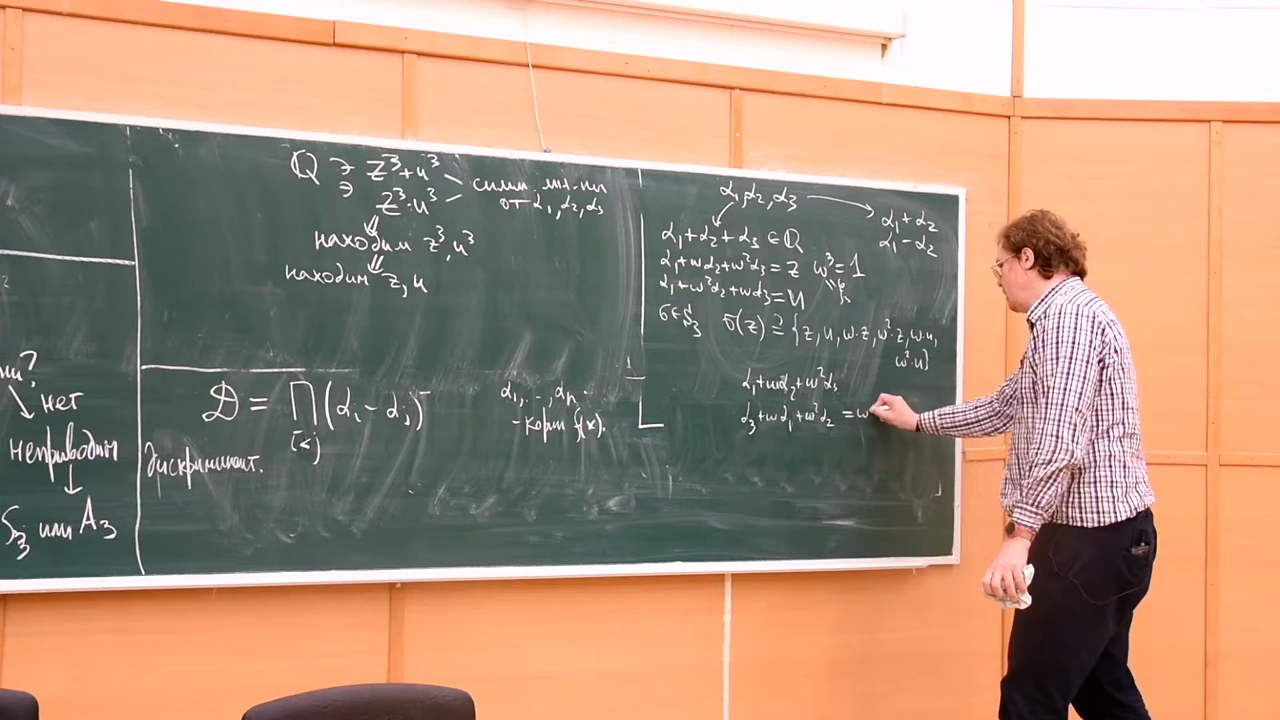 ни?
нет
неприводим
S₃ или A₃
ℚ ∋ z³+u³
∋ z³·u³
симм. мн-ны
от α₁,α₂,α₃
находим z³,u³
находим z,u
D = ∏(αᵢ-αⱼ)
i<j
Дискриминант.
α₁,...,αₙ
-корни f(x).
α₁,α₂,α₃
α₁+α₂
α₁-α₂
α₁+α₂+α₃ ∈ ℚ
α₁+ωα₂+ω²α₃=z ω³=1
α₁+ω²α₂+ωα₃=u
σ∈S₃ σ(z) ⊇ {z,u,ω·z,ω²·z,ω·u,
ω²·u}
α₁+ωα₂+ω²α₃
α₃+ωα₁+ω²α₂ =ω